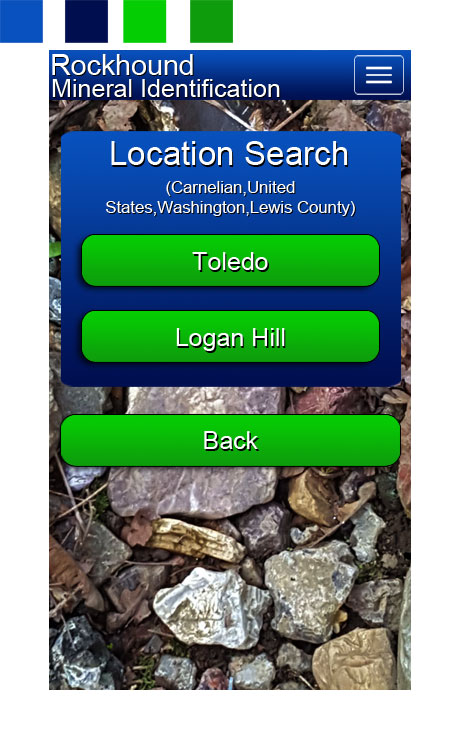 Rockhound
Mineral Identification
Location Search
(Carnelian,United
States,Washington,Lewis County)
Toledo
Logan Hill
Back